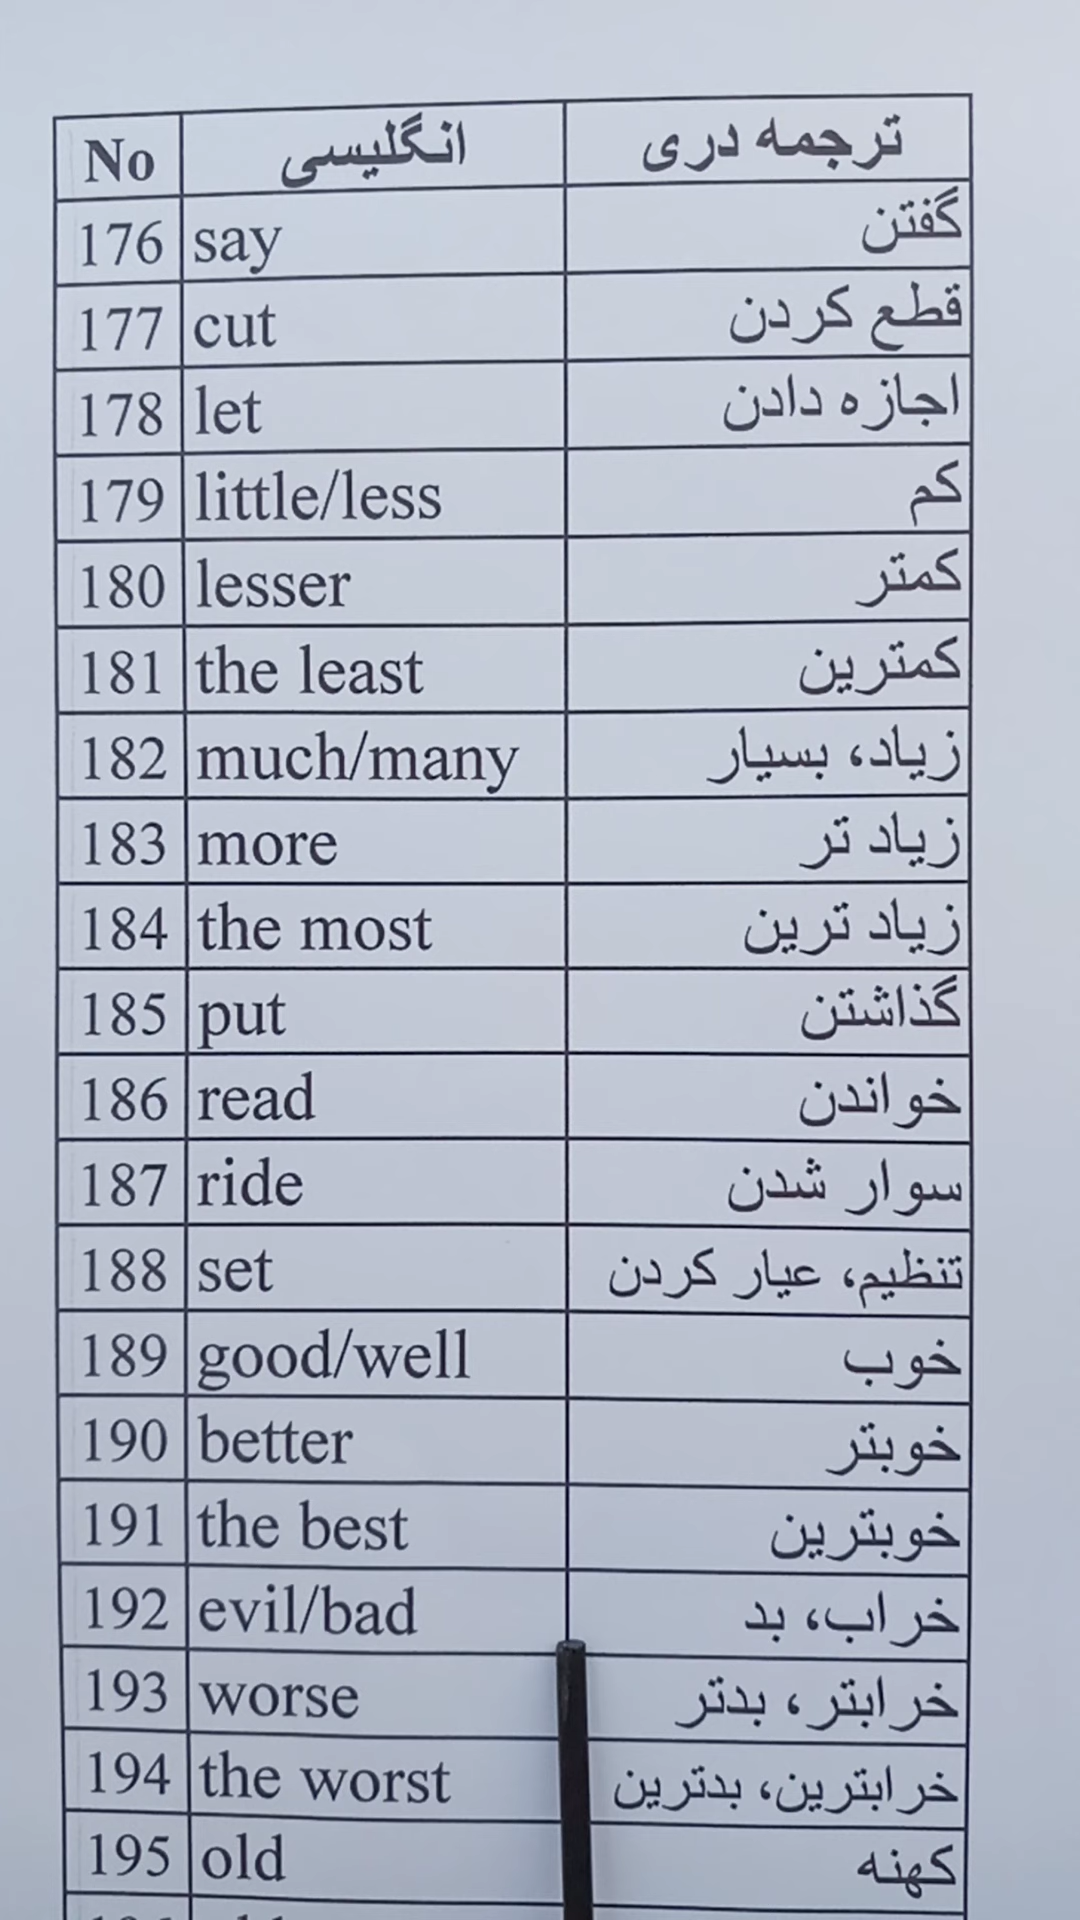 No انگلیسی ترجمه دری
176 say گفتن
177 cut قطع کردن
178 let اجازه دادن
179 little/less کم
180 lesser کمتر
181 the least کمترین
182 much/many زیاد، بسیار
183 more زیاد تر
184 the most زیاد ترین
185 put گذاشتن
186 read خواندن
187 ride سوار شدن
188 set تنظیم، عیار کردن
189 good/well خوب
190 better خوبتر
191 the best خوبترین
192 evil/bad خراب، بد
193 worse خرابتر، بدتر
194 the worst خرابترین، بدترین
195 old کهنه